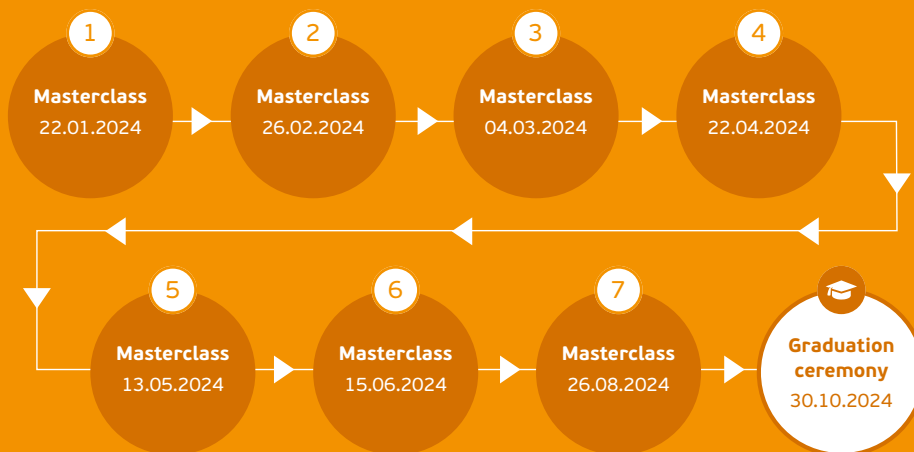 1
Masterclass
22.01.2024
2
Masterclass
26.02.2024
3
Masterclass
04.03.2024
4
Masterclass
22.04.2024
5
Masterclass
13.05.2024
6
Masterclass
15.06.2024
7
Masterclass
26.08.2024
Graduation
ceremony
30.10.2024